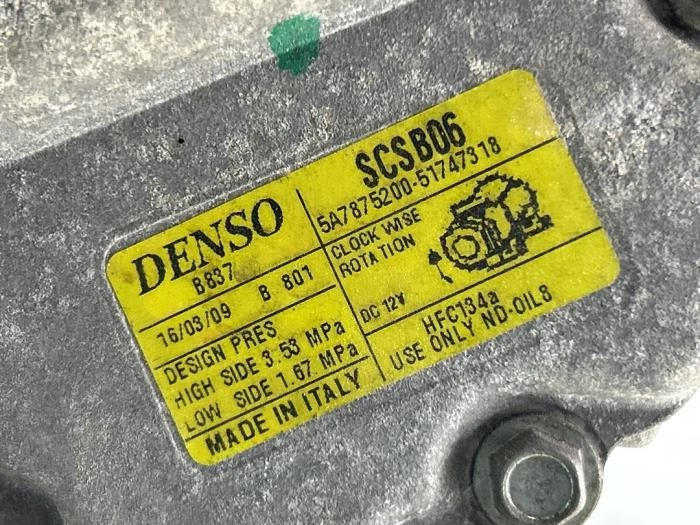 DENSO
B837
16/03/09 B 801
DESIGN PRES
HIGH SIDE 3.53 MPa
LOW SIDE 1.67 MPa
MADE IN ITALY
SCSB06
5A7875200-51747318
CLOCK WISE
ROTATION
DC 12V
HFC134a
USE ONLY ND-OIL8